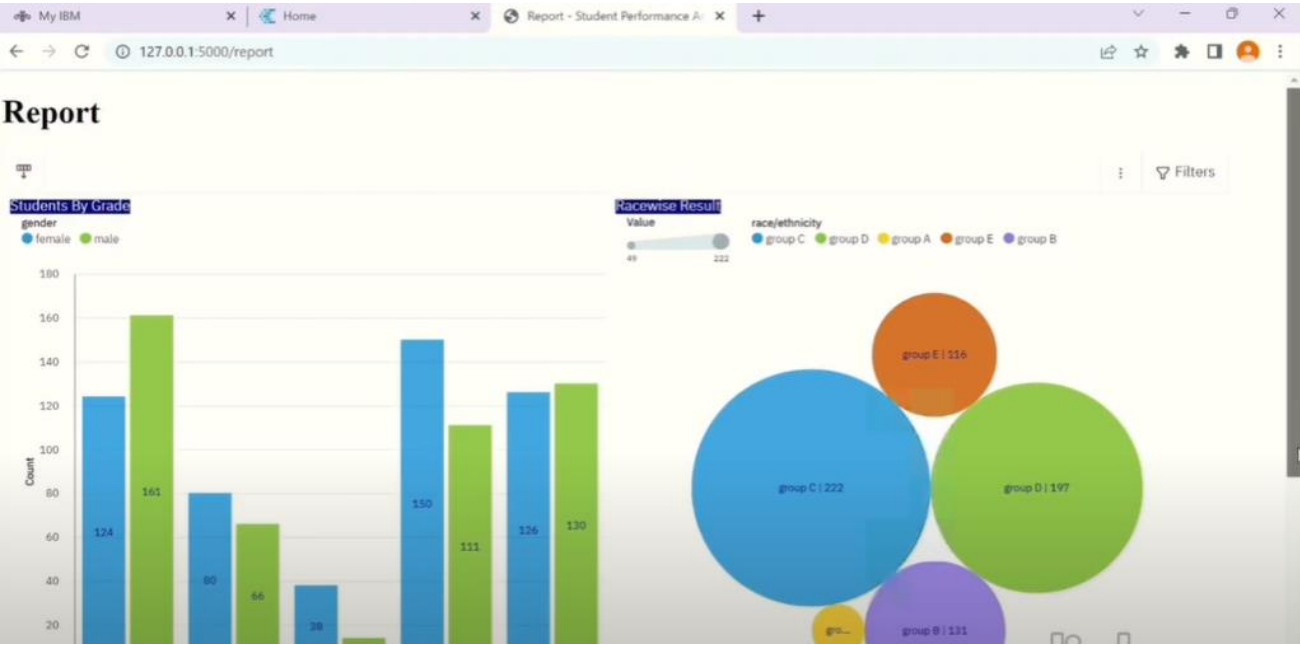 My IBM
Home
Report - Student Performance A
127.0.0.1:5000/report
Report
Filters
Students By Grade
gender
female male
180
160
140
120
100
80
60
40
20
Count
124
161
80
66
38
150
111
126
130
Racewise Result
Value
49 222
race/ethnicity
group C group D group A group E group B
group E | 116
group C | 222
group D | 197
gro...
group B | 131